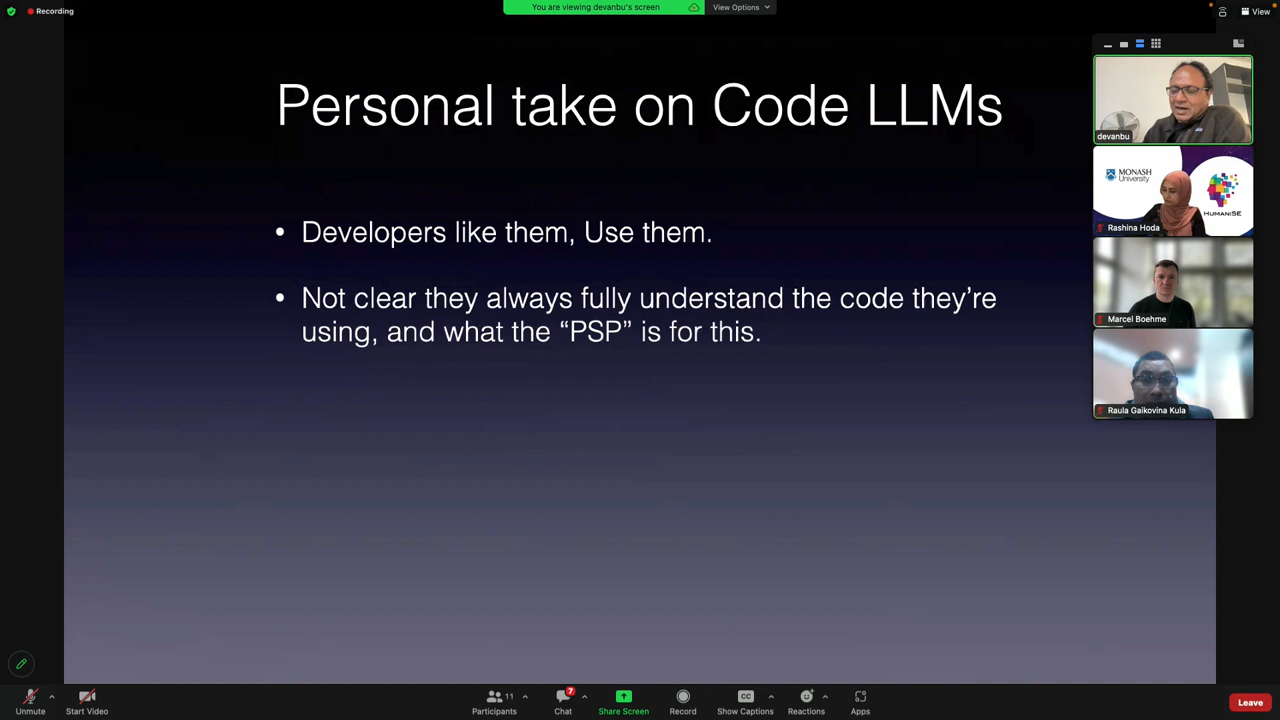 Recording
You are viewing devanbu's screen
View Options
View
Personal take on Code LLMs
• Developers like them, Use them.
• Not clear they always fully understand the code they're
using, and what the “PSP” is for this.
devanbu
MONASH
University
HUMANISE
Rashina Hoda
Marcel Boehme
Raula Gaikovina Kula
Unmute
Start Video
11
Participants
7
Chat
Share Screen
Record
CC
Show Captions
Reactions
Apps
Leave